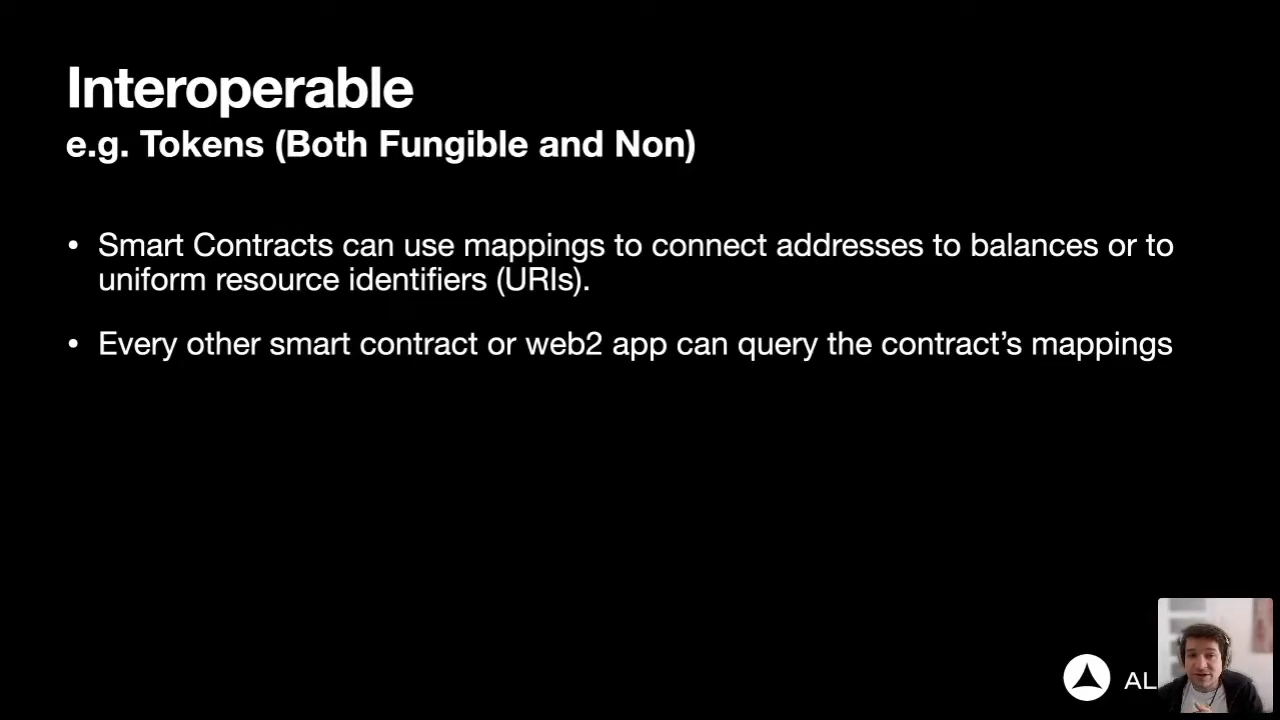 Interoperable
e.g. Tokens (Both Fungible and Non)
• Smart Contracts can use mappings to connect addresses to balances or to
uniform resource identifiers (URIs).
• Every other smart contract or web2 app can query the contract’s mappings
AL